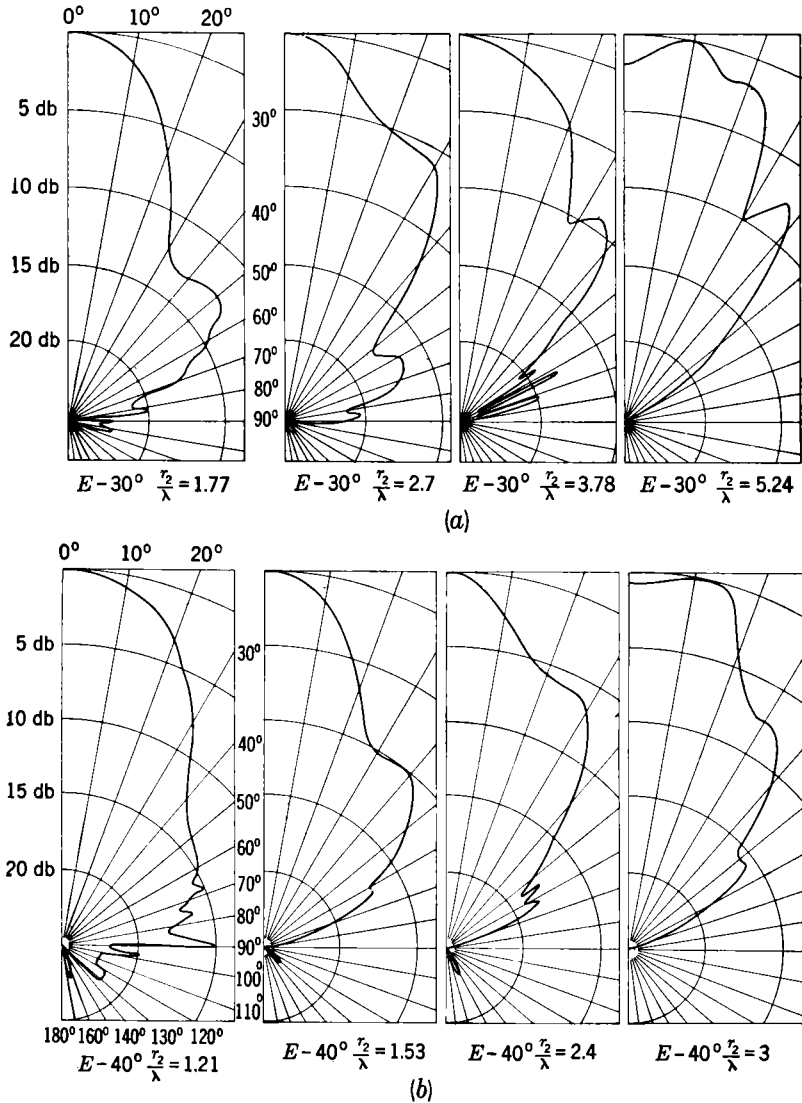 0° 10° 20°
5 db
10 db
15 db
20 db
30°
40°
50°
60°
70°
80°
90°
E – 30° r₂/λ = 1.77
E – 30° r₂/λ = 2.7
E – 30° r₂/λ = 3.78
E – 30° r₂/λ = 5.24
(a)
0° 10° 20°
5 db
10 db
15 db
20 db
30°
40°
50°
60°
70°
80°
90°
100°
110°
180° 160° 140° 130° 120°
E – 40° r₂/λ = 1.21
E – 40° r₂/λ = 1.53
E – 40° r₂/λ = 2.4
E – 40° r₂/λ = 3
(b)